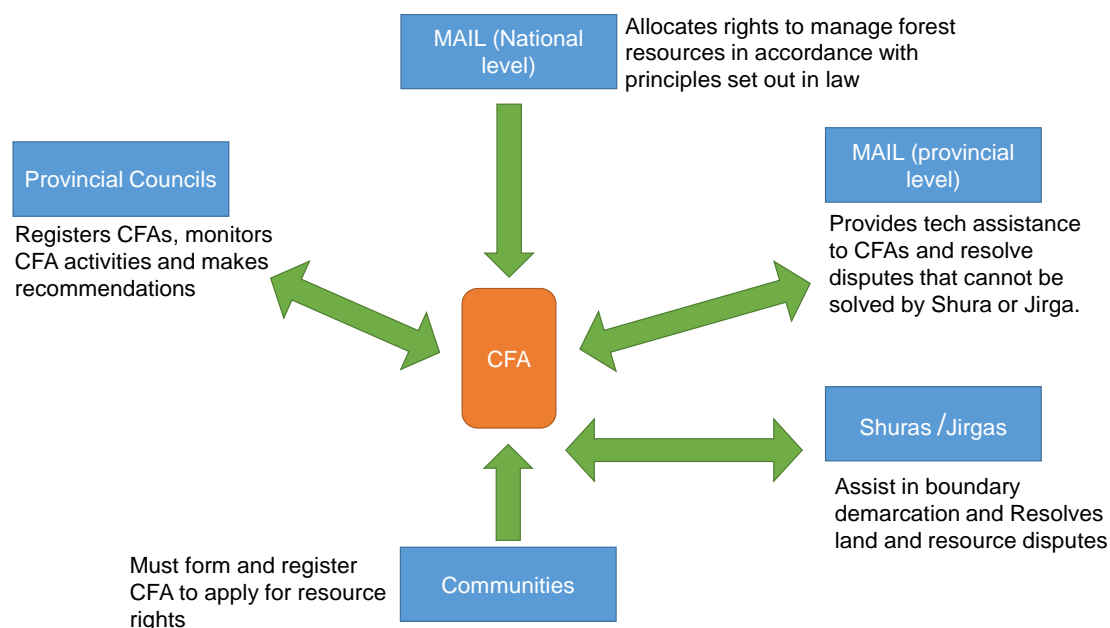 MAIL (National
level)
Allocates rights to manage forest
resources in accordance with
principles set out in law
Provincial Councils
Registers CFAs, monitors
CFA activities and makes
recommendations
MAIL (provincial
level)
Provides tech assistance
to CFAs and resolve
disputes that cannot be
solved by Shura or Jirga.
CFA
Shuras /Jirgas
Assist in boundary
demarcation and Resolves
land and resource disputes
Must form and register
CFA to apply for resource
rights
Communities